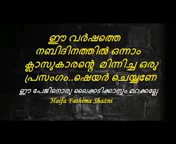 ഈ വർഷത്തെ
നബിദിനത്തിൽ ഒന്നാം
ക്ലാസുകാരന്റെ മിന്നിച്ച ഒരു
പ്രസംഗം..ഷെയർ ചെയ്യണേ
ഈ പേജിനൊരു ലൈക്കടിക്കാനും മറക്കല്ലേ
Haifa Fathima Shazni